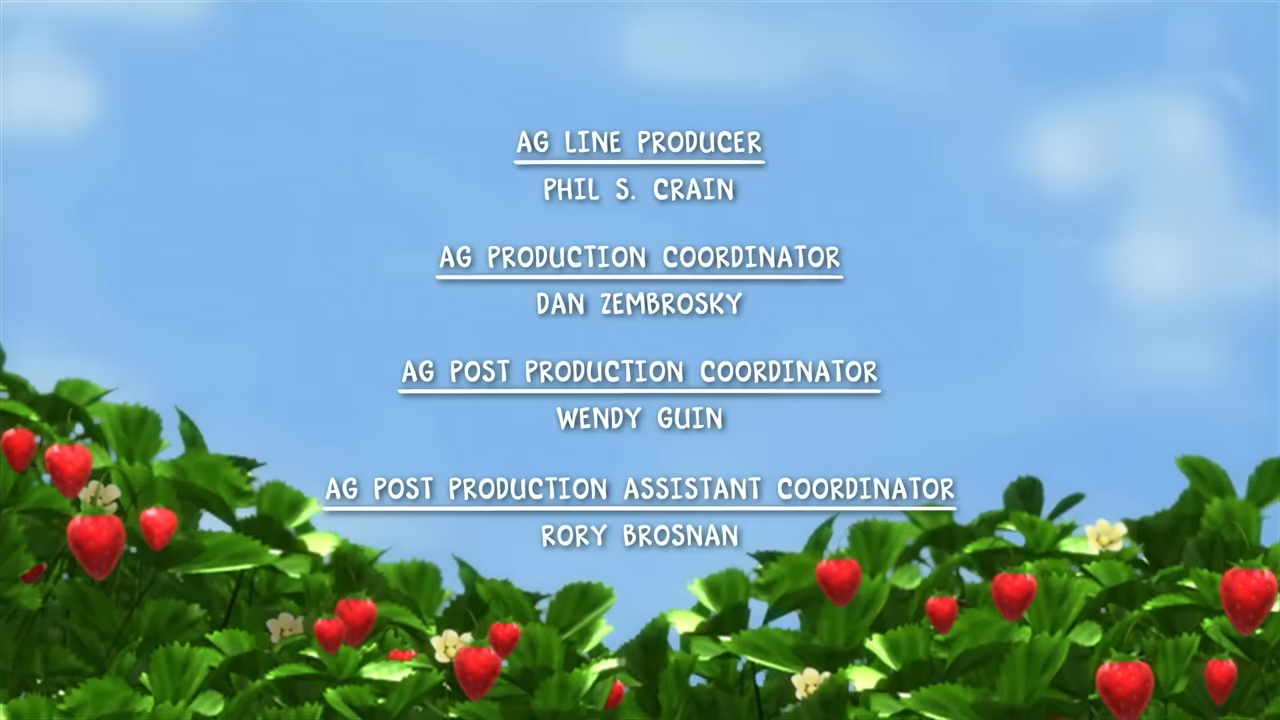 AG LINE PRODUCER
PHIL S. CRAIN
AG PRODUCTION COORDINATOR
DAN ZEMBROSKY
AG POST PRODUCTION COORDINATOR
WENDY GUIN
AG POST PRODUCTION ASSISTANT COORDINATOR
RORY BROSNAN